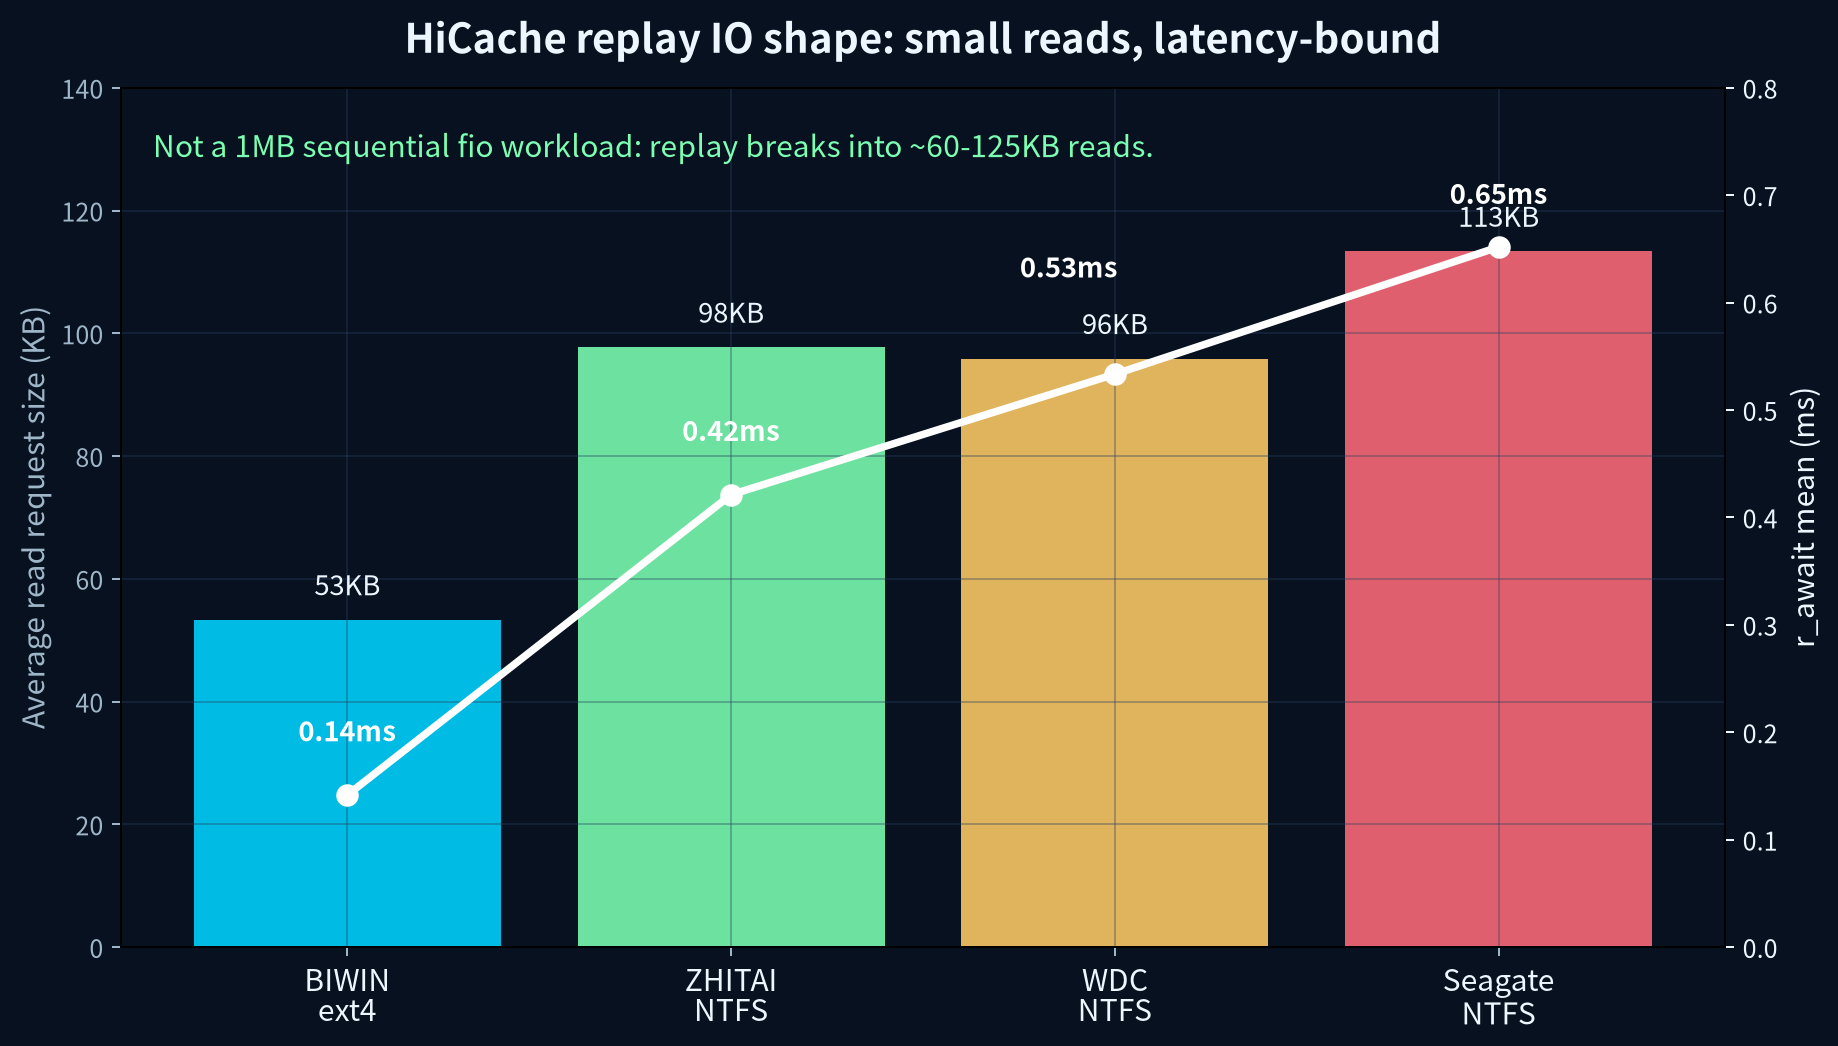 HiCache replay IO shape: small reads, latency-bound
Not a 1MB sequential fio workload: replay breaks into ~60-125KB reads.
Average read request size (KB)
140
120
100
80
60
40
20
0
53KB
0.14ms
98KB
0.42ms
0.53ms
96KB
0.65ms
113KB
0.8
0.7
0.6
0.5
0.4
0.3
0.2
0.1
0.0
r_await mean (ms)
BIWIN
ext4
ZHITAI
NTFS
WDC
NTFS
Seagate
NTFS